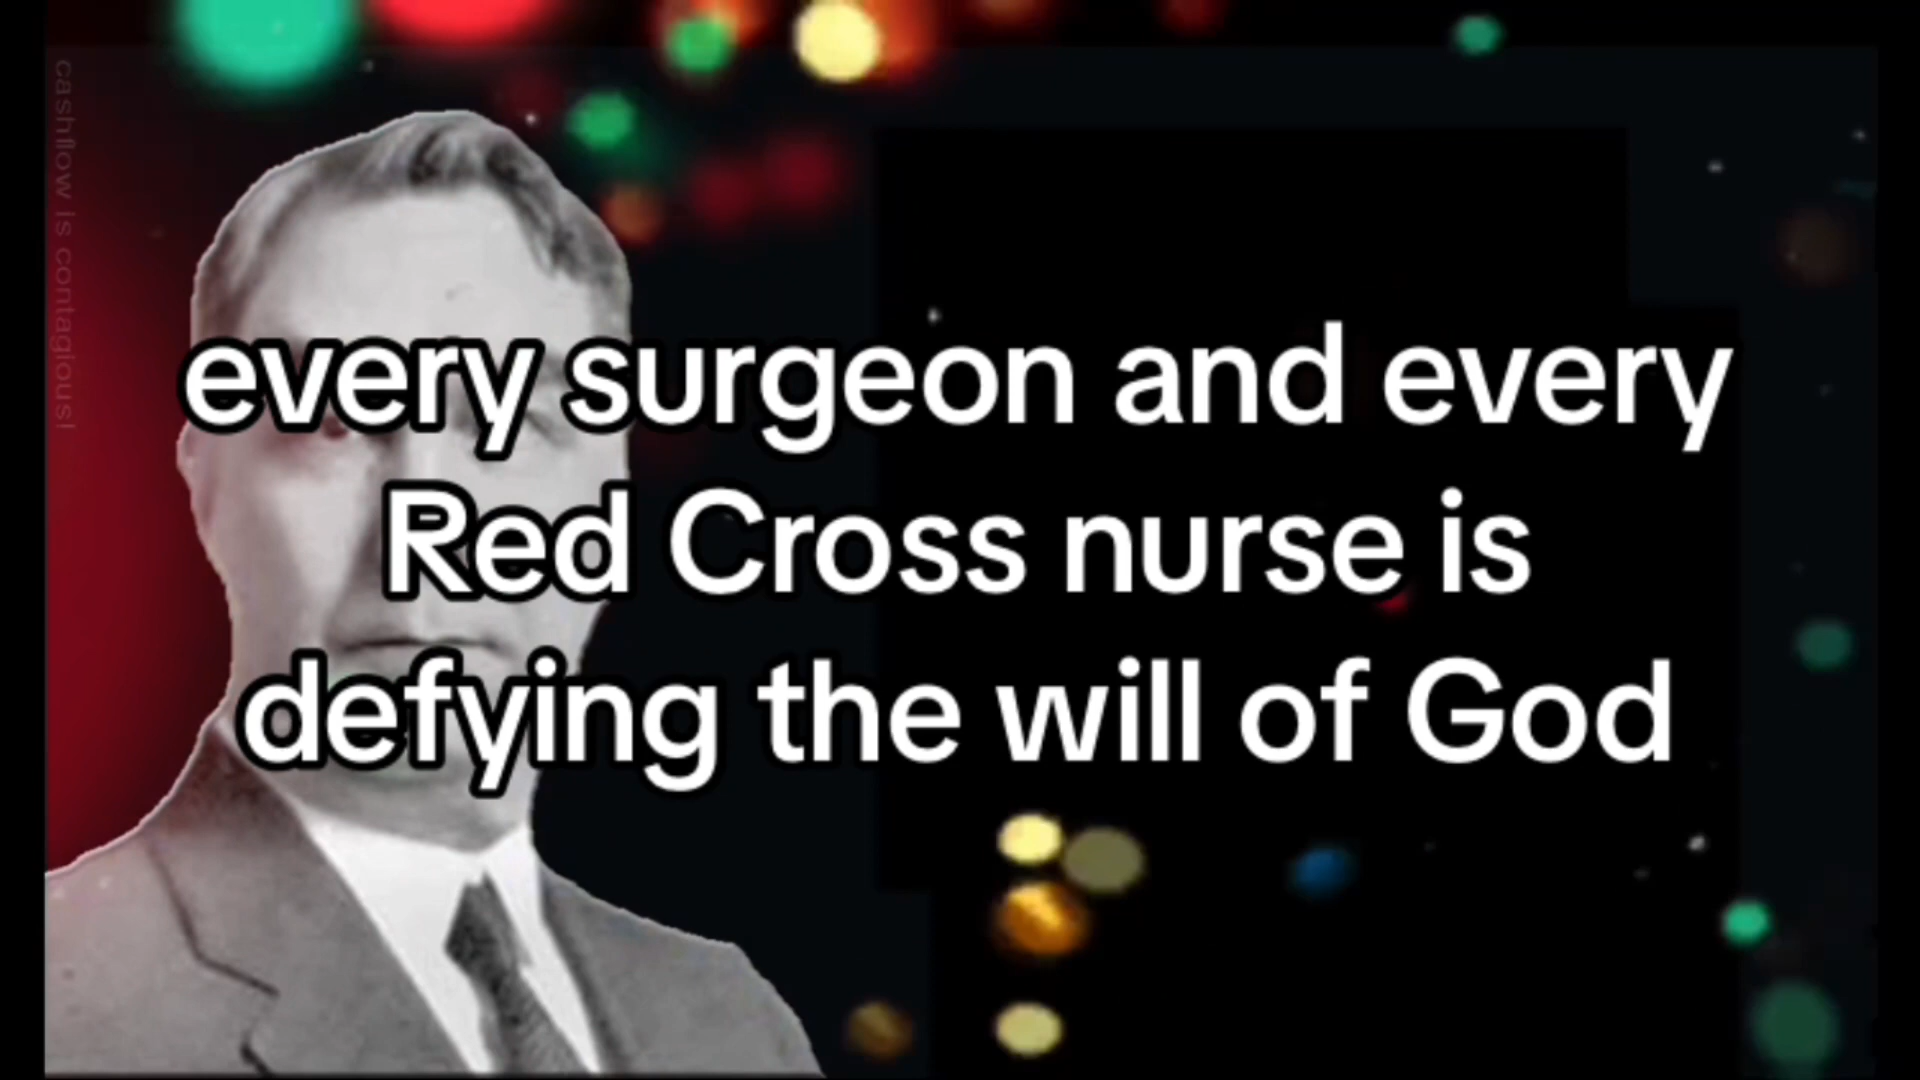 cashflow is contagious!
every surgeon and every
Red Cross nurse is
defying the will of God